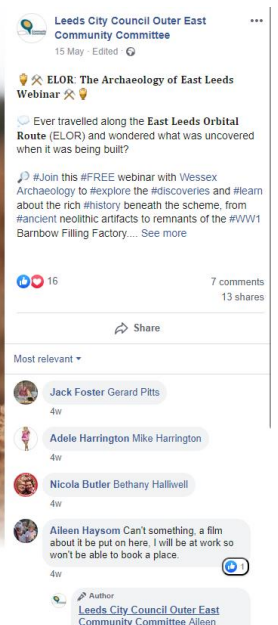 Leeds City Council Outer East
Community Committee
15 May · Edited ·
ELOR: The Archaeology of East Leeds
Webinar
Ever travelled along the East Leeds Orbital
Route (ELOR) and wondered what was uncovered
when it was being built?
#Join this #FREE webinar with Wessex
Archaeology to #explore the #discoveries and #learn
about the rich #history beneath the scheme, from
#ancient neolithic artifacts to remnants of the #WW1
Barnbow Filling Factory.... See more
16
7 comments
13 shares
Share
Most relevant
Jack Foster Gerard Pitts
4w
Adele Harrington Mike Harrington
4w
Nicola Butler Bethany Halliwell
4w
Aileen Haysom Can't something, a film
about it be put on here, I will be at work so
won't be able to book a place.
1
4w
Author
Leeds City Council Outer East
Community Committee Aileen